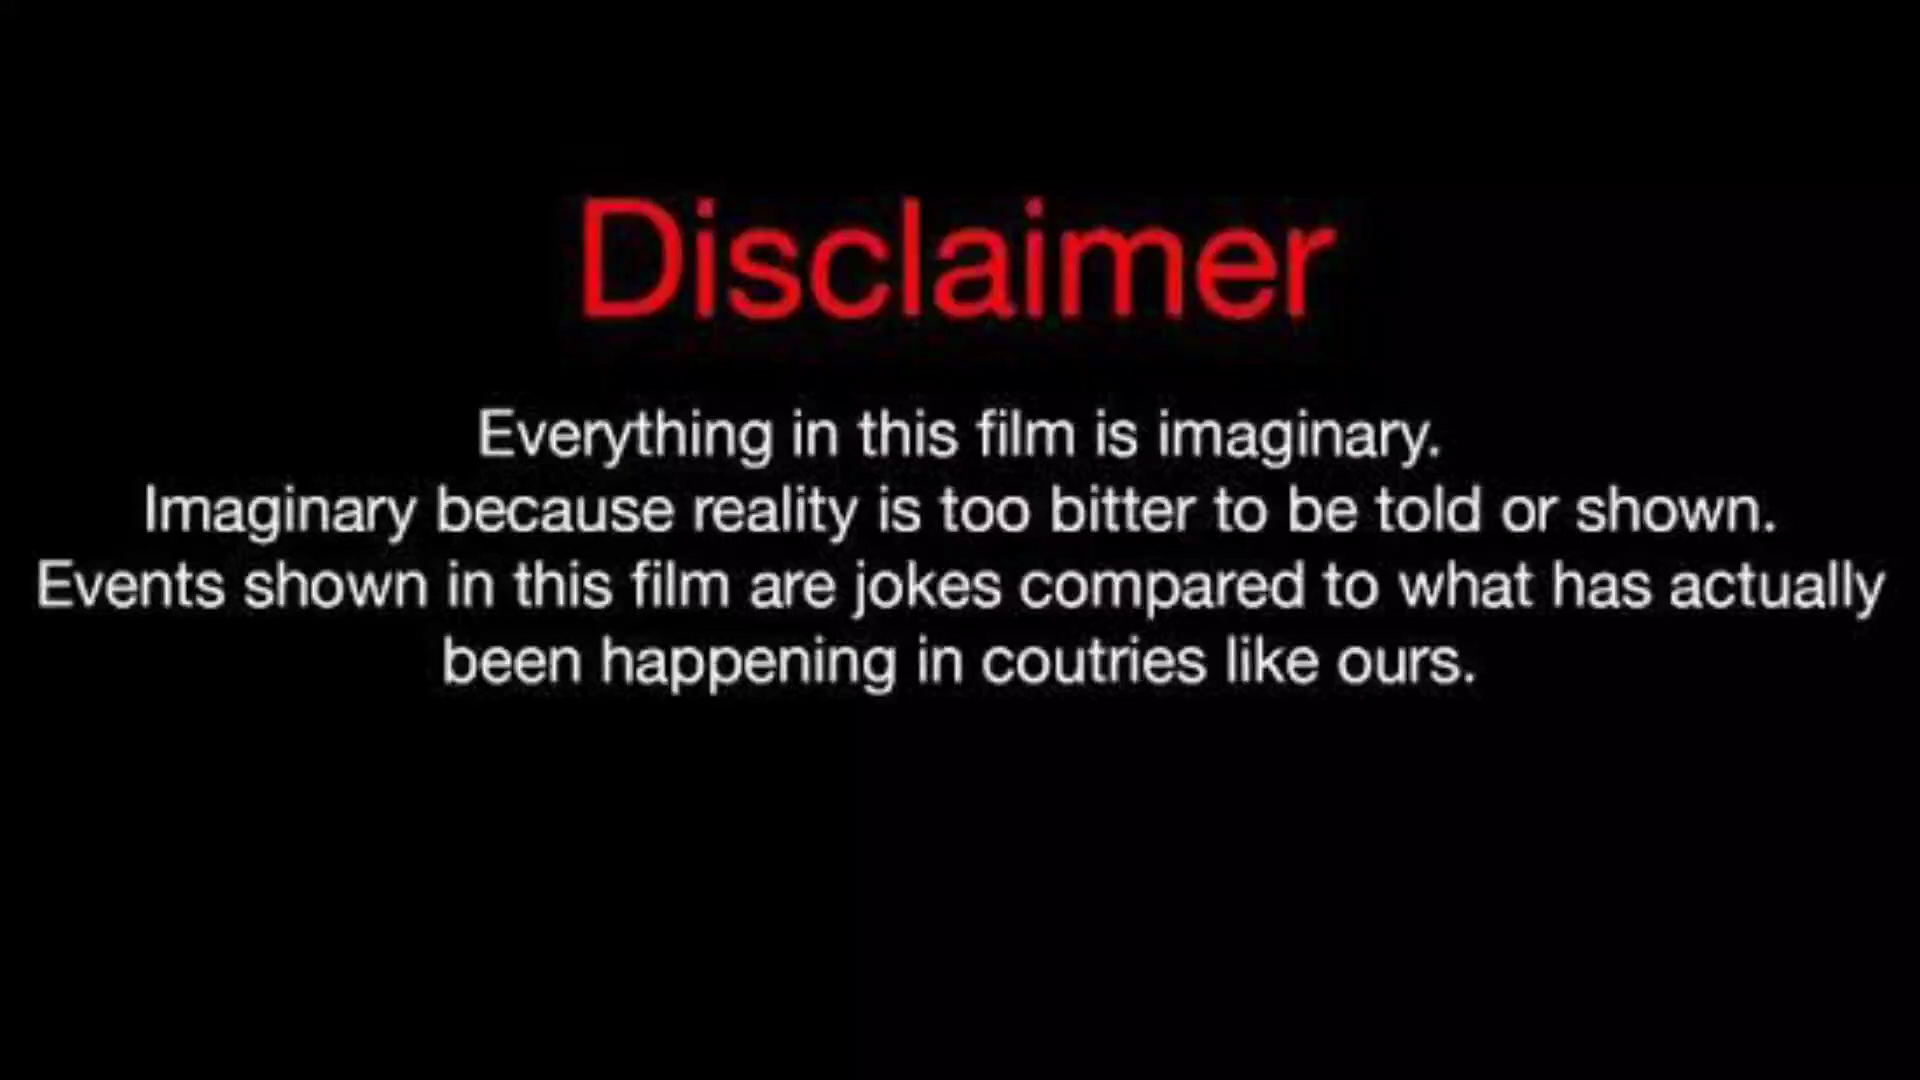 Disclaimer
Everything in this film is imaginary.
Imaginary because reality is too bitter to be told or shown.
Events shown in this film are jokes compared to what has actually
been happening in coutries like ours.